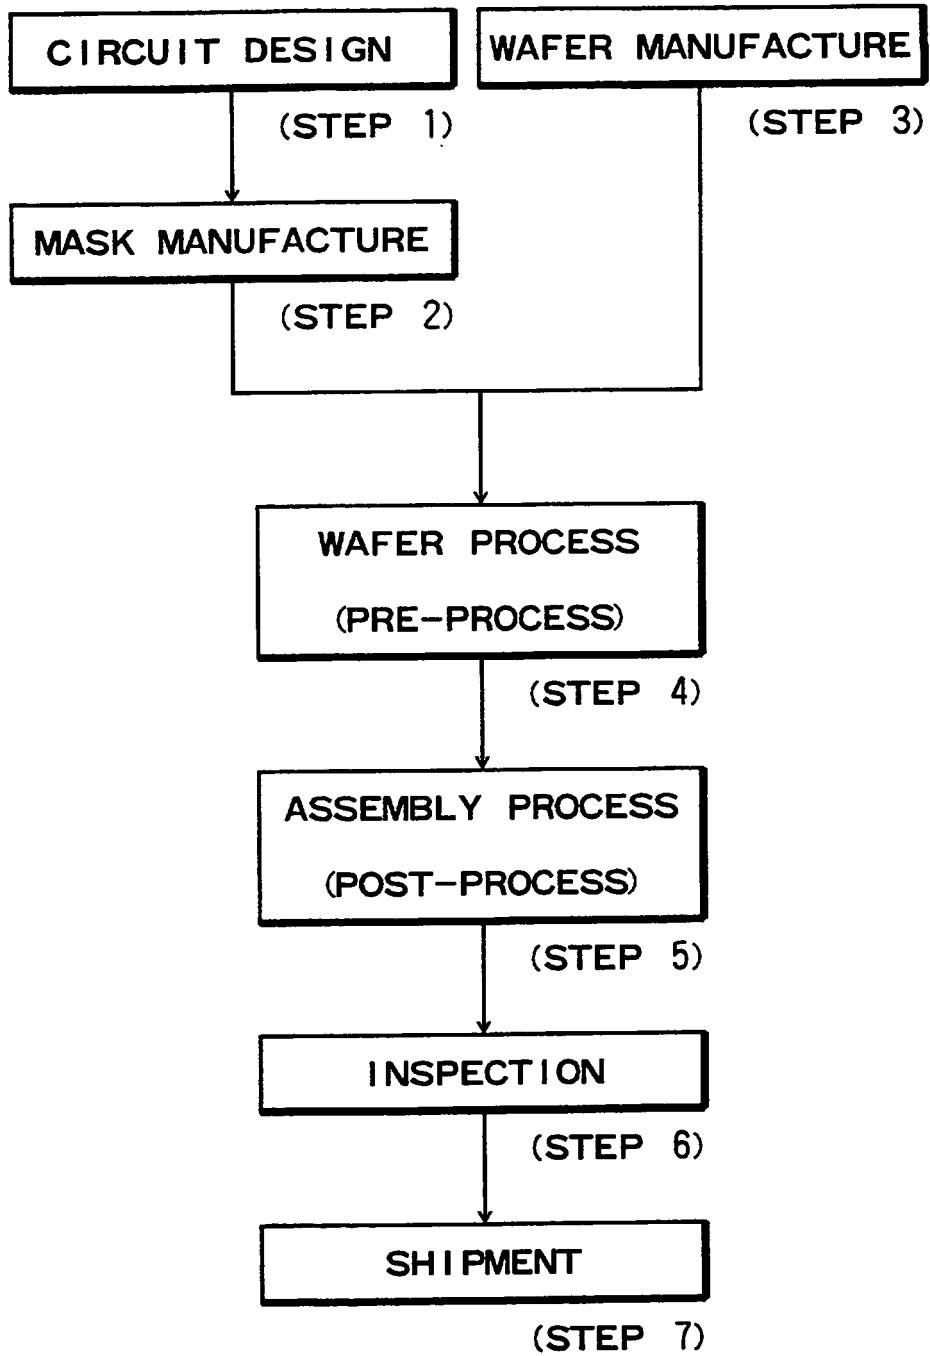 CIRCUIT DESIGN
WAFER MANUFACTURE
(STEP 1)
(STEP 3)
MASK MANUFACTURE
(STEP 2)
WAFER PROCESS
(PRE-PROCESS)
(STEP 4)
ASSEMBLY PROCESS
(POST-PROCESS)
(STEP 5)
INSPECTION
(STEP 6)
SHIPMENT
(STEP 7)